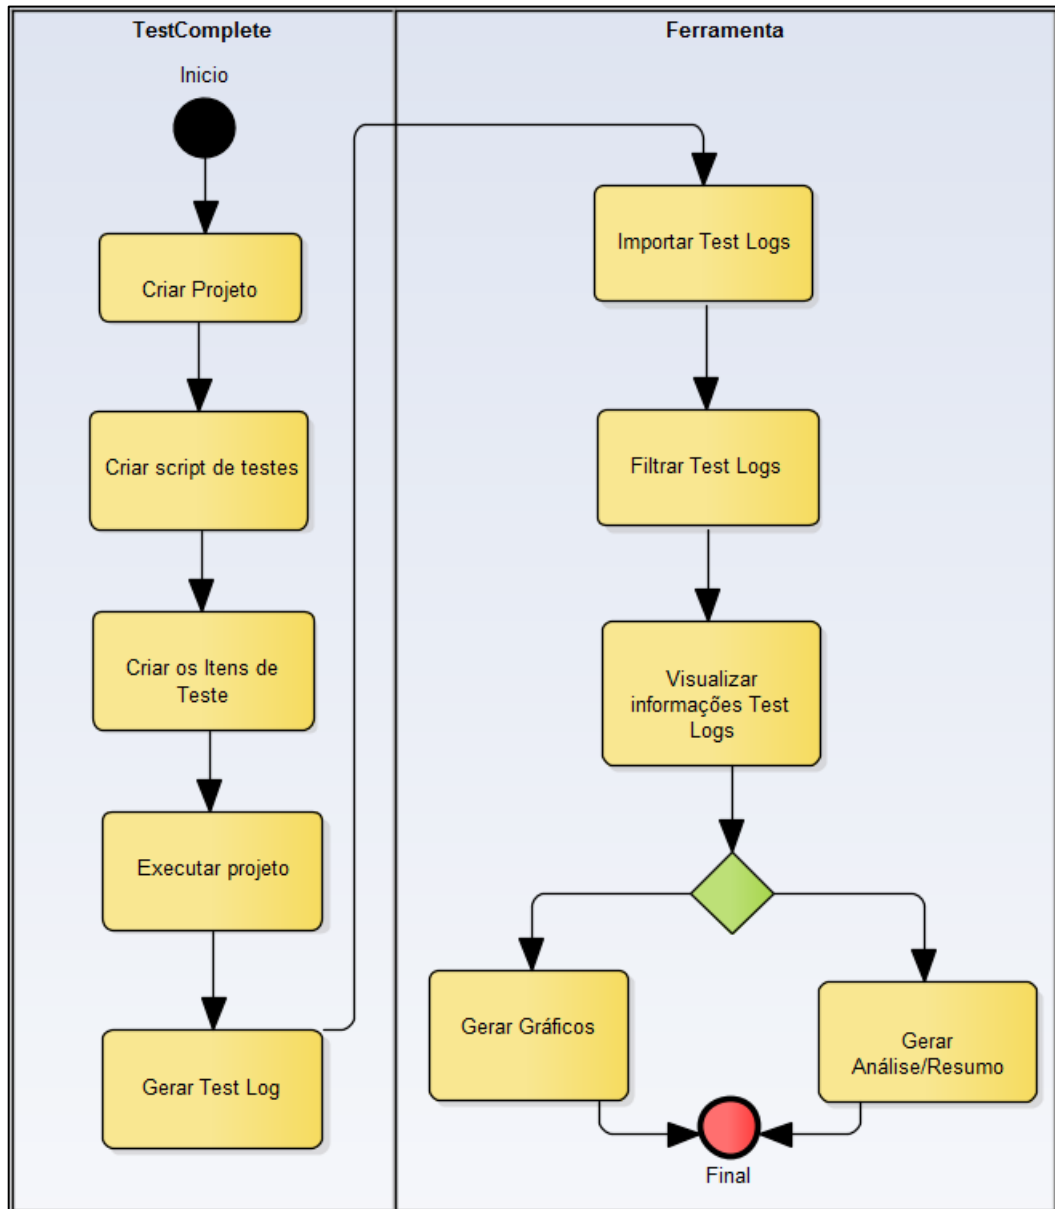 TestComplete
Inicio
Criar Projeto
Criar script de testes
Criar os Itens de
Teste
Executar projeto
Gerar Test Log
Ferramenta
Importar Test Logs
Filtrar Test Logs
Visualizar
informações Test
Logs
Gerar Gráficos
Gerar
Análise/Resumo
Final